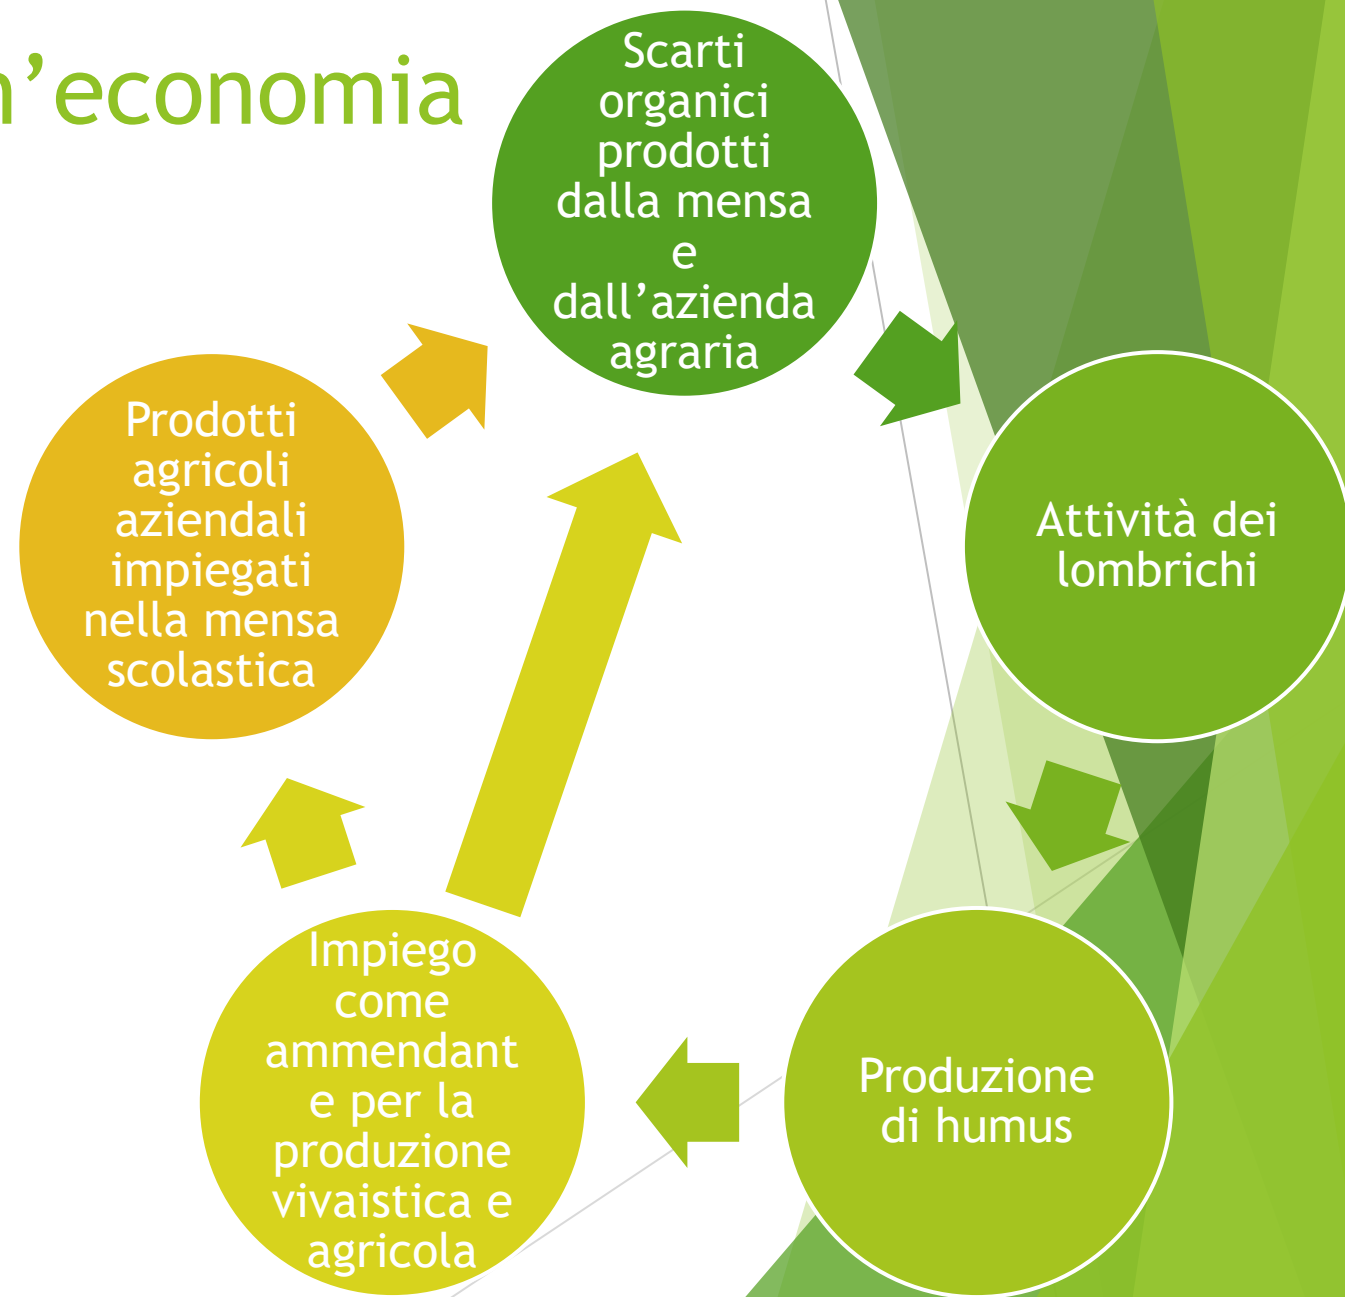 n’economia
Scarti
organici
prodotti
dalla mensa
e
dall’azienda
agraria
Attività dei
lombrichi
Produzione
di humus
Impiego
come
ammendant
e per la
produzione
vivaistica e
agricola
Prodotti
agricoli
aziendali
impiegati
nella mensa
scolastica